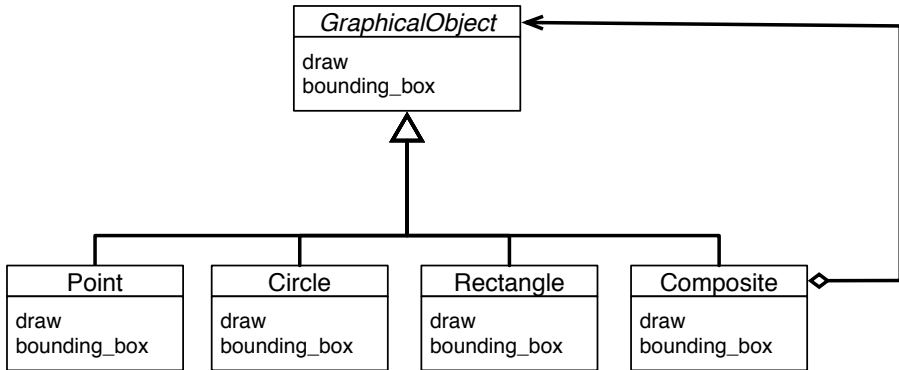 GraphicalObject
draw
bounding_box
Point
draw
bounding_box
Circle
draw
bounding_box
Rectangle
draw
bounding_box
Composite
draw
bounding_box